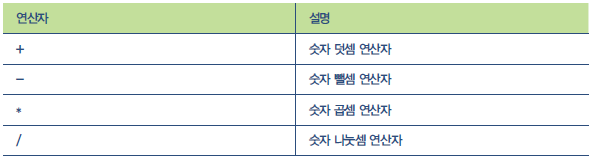 연산자 설명
+ 숫자 덧셈 연산자
− 숫자 뺄셈 연산자
* 숫자 곱셈 연산자
/ 숫자 나눗셈 연산자